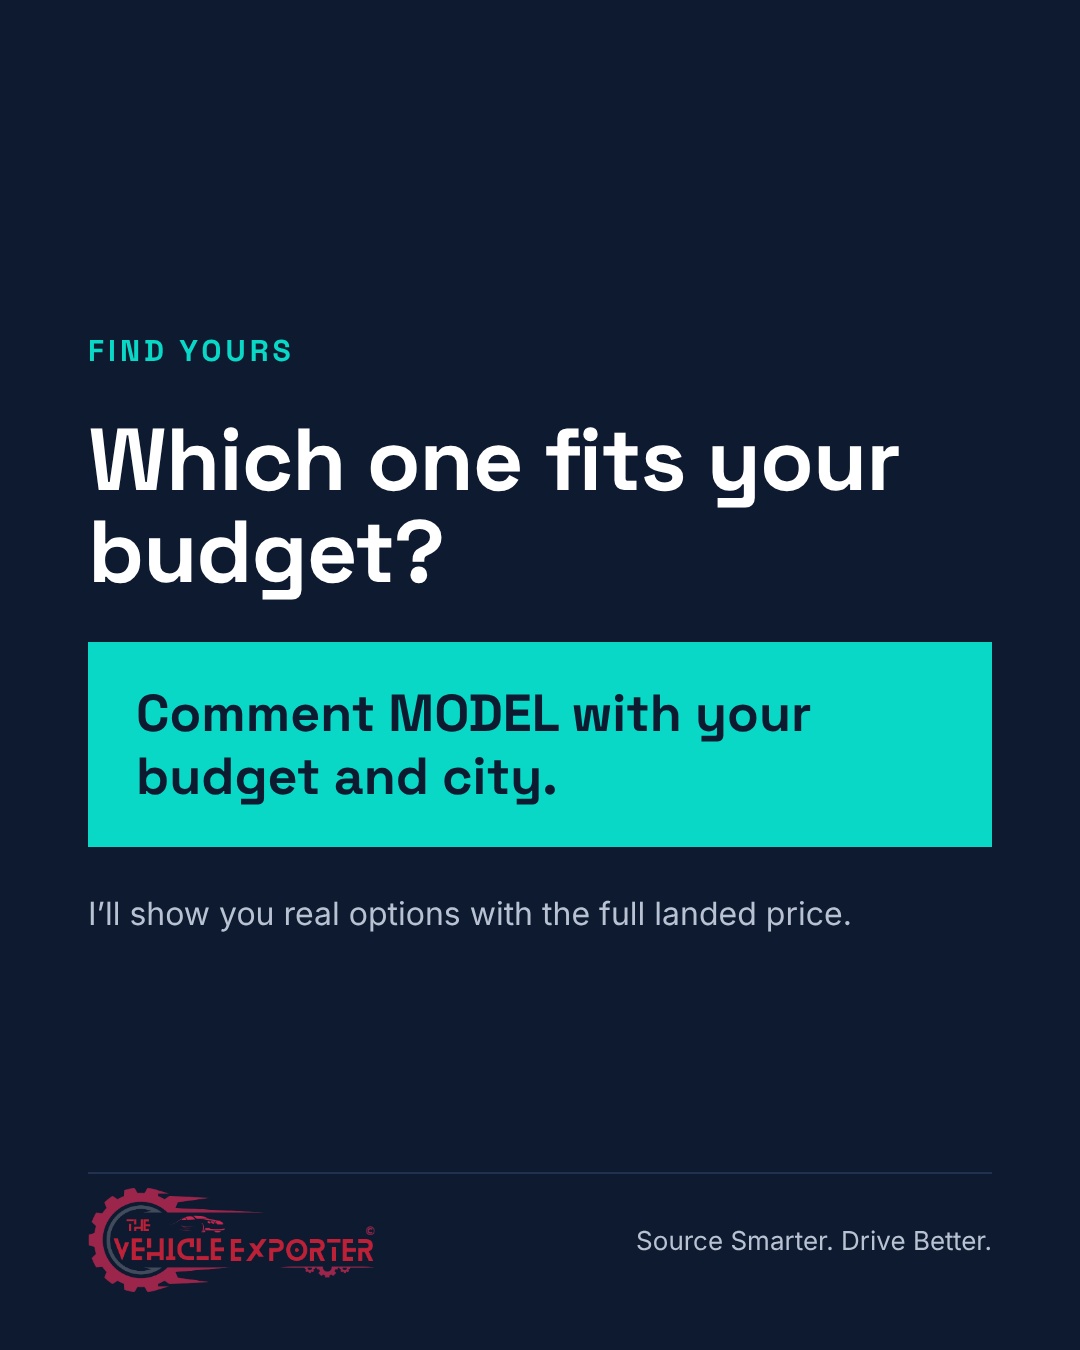 FIND YOURS
Which one fits your
budget?
Comment MODEL with your
budget and city.
I’ll show you real options with the full landed price.
THE
VEHICLE EXPORTER ©
Source Smarter. Drive Better.